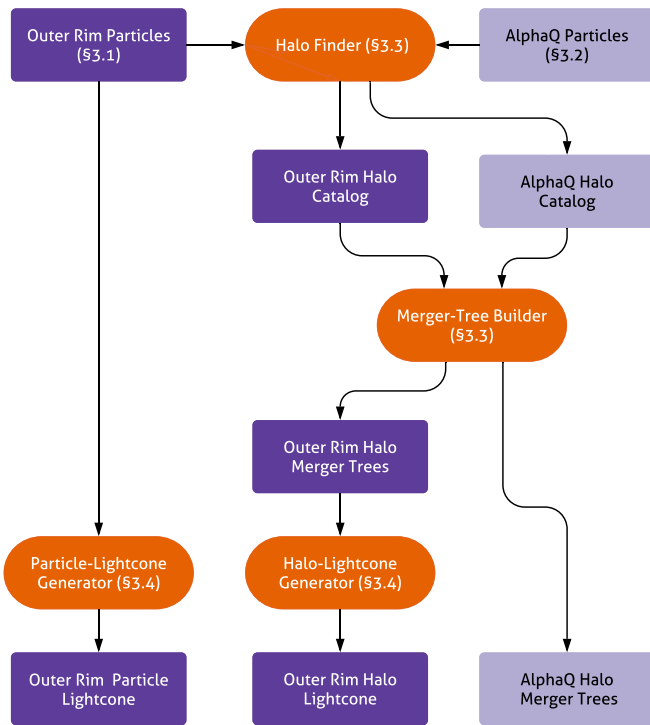 Outer Rim Particles
(§3.1)
Halo Finder (§3.3)
AlphaQ Particles
(§3.2)
Outer Rim Halo
Catalog
AlphaQ Halo
Catalog
Merger-Tree Builder
(§3.3)
Outer Rim Halo
Merger Trees
Particle-Lightcone
Generator (§3.4)
Halo-Lightcone
Generator (§3.4)
Outer Rim Particle
Lightcone
Outer Rim Halo
Lightcone
AlphaQ Halo
Merger Trees